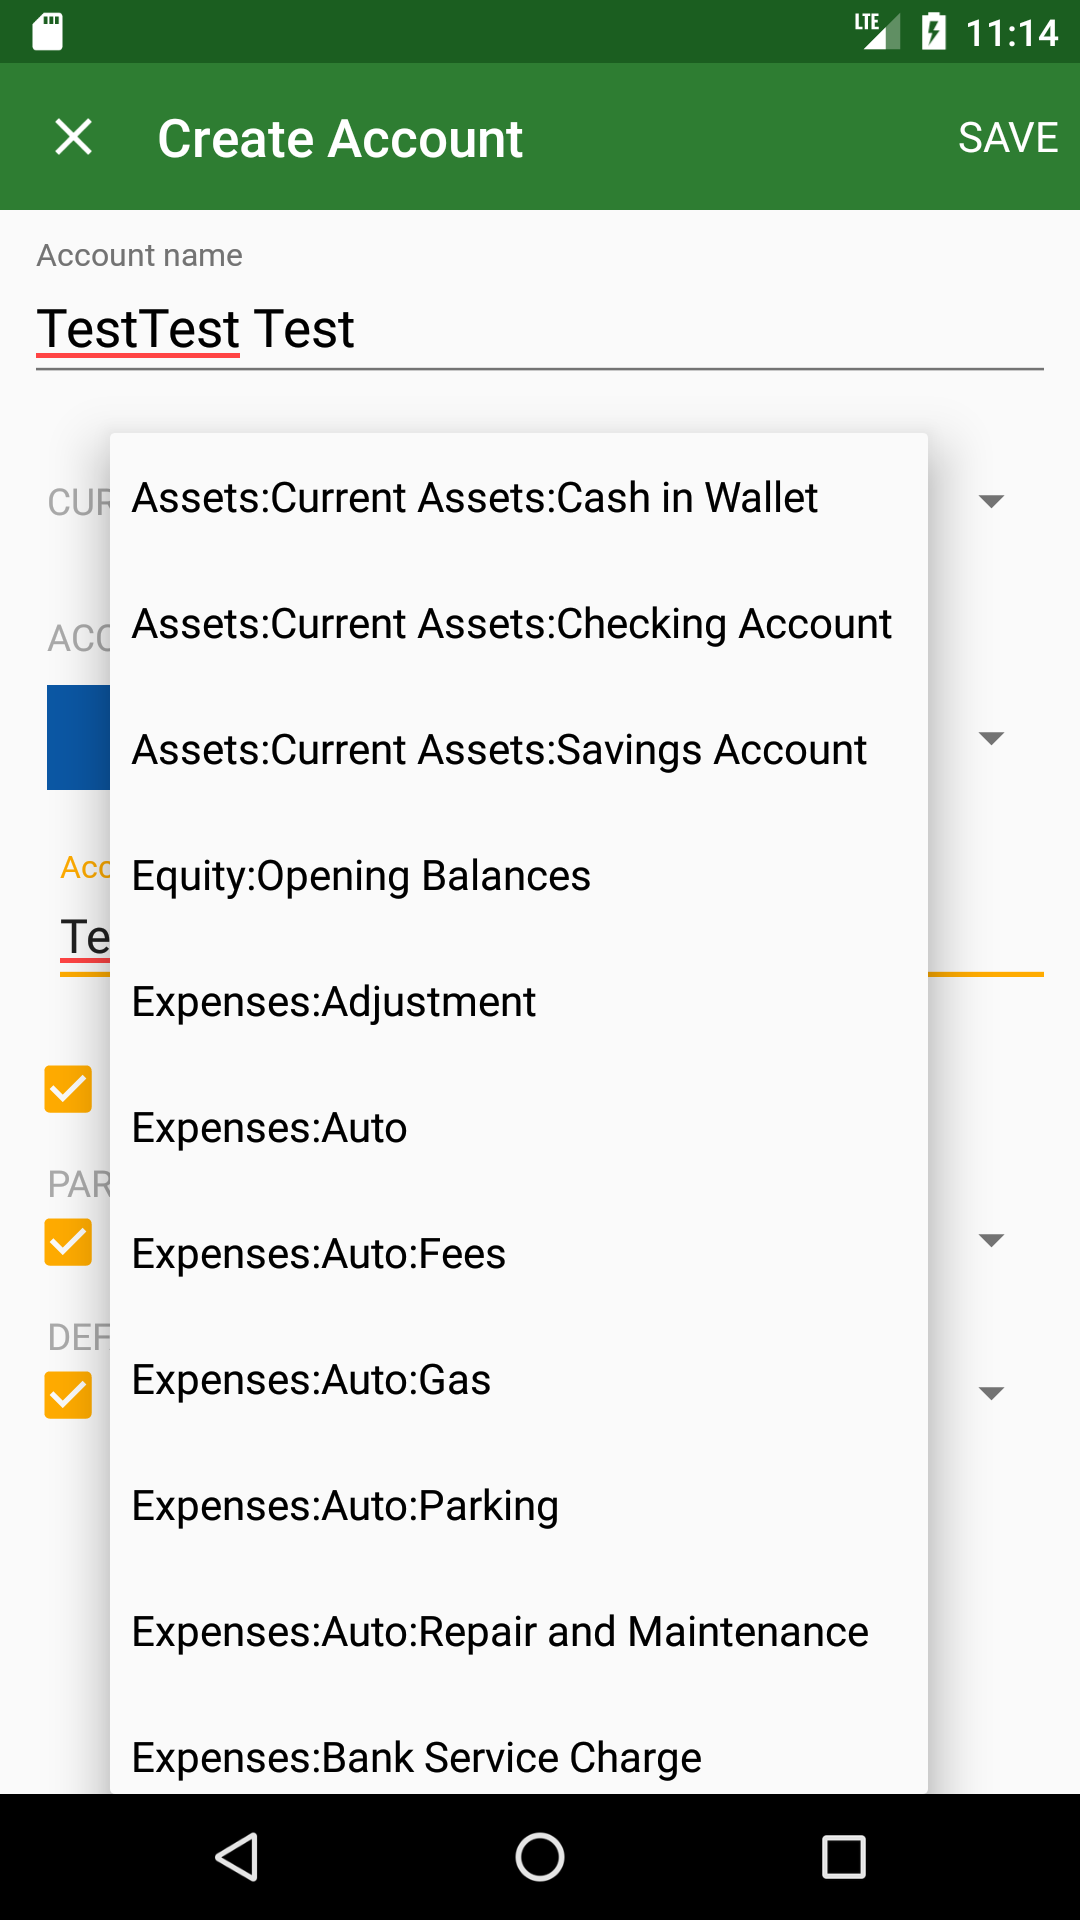 LTE 11:14
Create Account SAVE
Account name
TestTest Test
CUR
Assets:Current Assets:Cash in Wallet
Assets:Current Assets:Checking Account
ACC
Assets:Current Assets:Savings Account
Acc
Equity:Opening Balances
Te
Expenses:Adjustment
Expenses:Auto
PAR
Expenses:Auto:Fees
DEF
Expenses:Auto:Gas
Expenses:Auto:Parking
Expenses:Auto:Repair and Maintenance
Expenses:Bank Service Charge